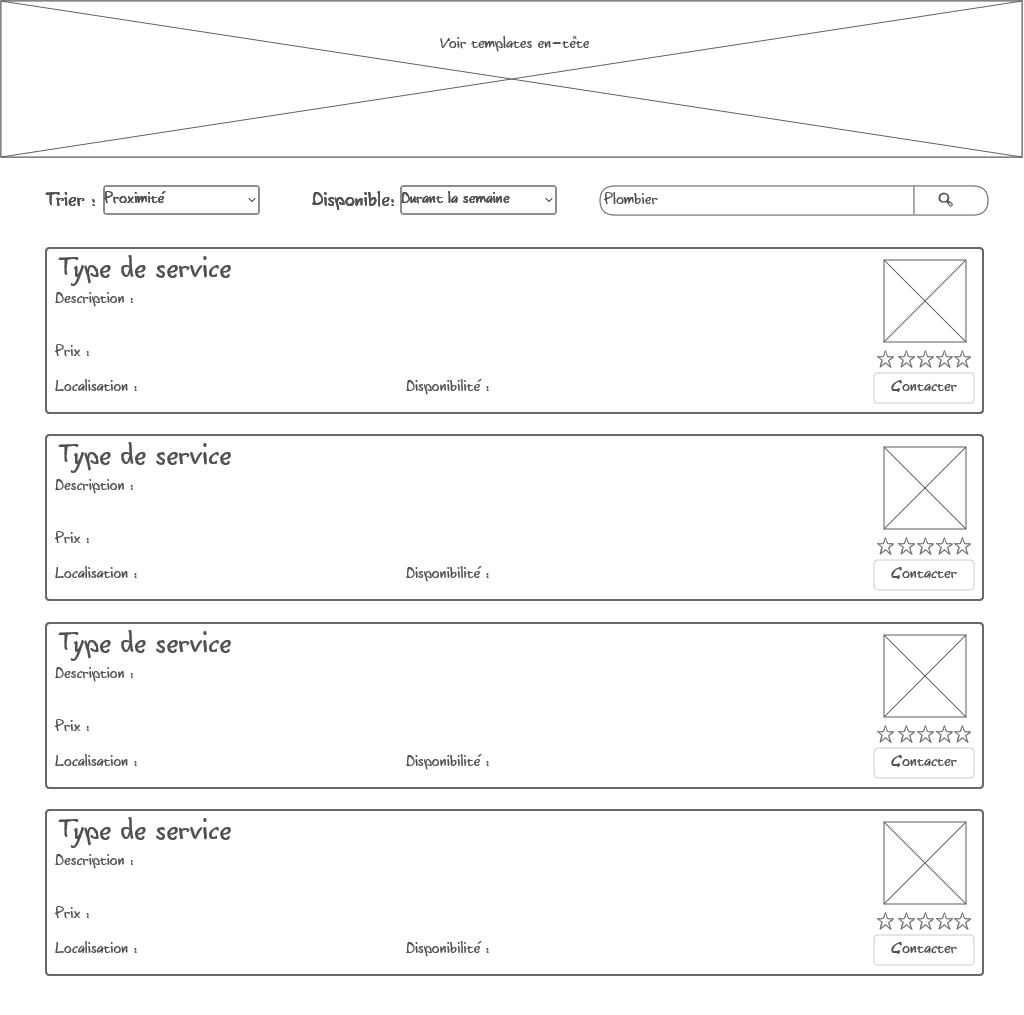 Voir templates en-tête
Trier : Proximité Disponible: Durant la semaine Plombier
Type de service
Description :
Prix :
Localisation : Disponibilité :
Contacter
Type de service
Description :
Prix :
Localisation : Disponibilité :
Contacter
Type de service
Description :
Prix :
Localisation : Disponibilité :
Contacter
Type de service
Description :
Prix :
Localisation : Disponibilité :
Contacter